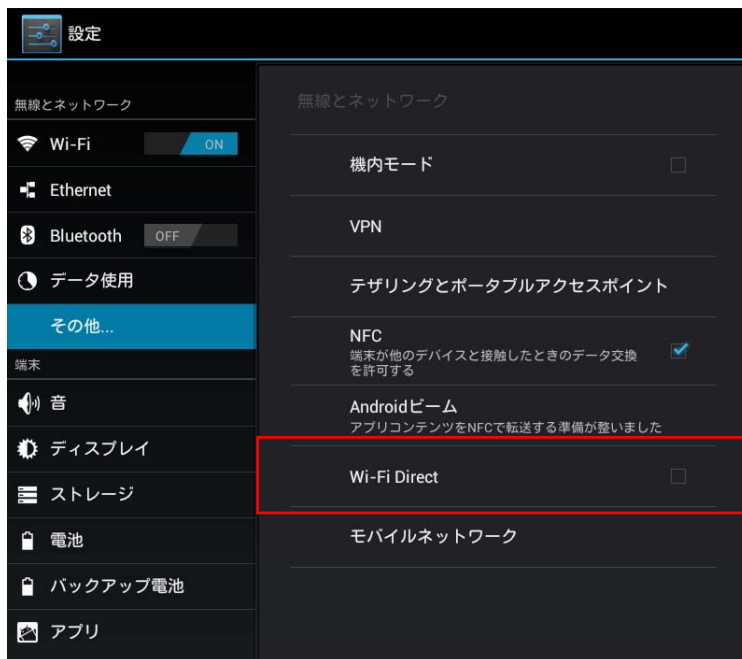 設定
無線とネットワーク
Wi-Fi
ON
Ethernet
Bluetooth
OFF
データ使用
その他...
端末
音
ディスプレイ
ストレージ
電池
バックアップ電池
アプリ
無線とネットワーク
機内モード
VPN
テザリングとポータブルアクセスポイント
NFC
端末が他のデバイスと接触したときのデータ交換
を許可する
Androidビーム
アプリコンテンツをNFCで転送する準備が整いました
Wi-Fi Direct
モバイルネットワーク